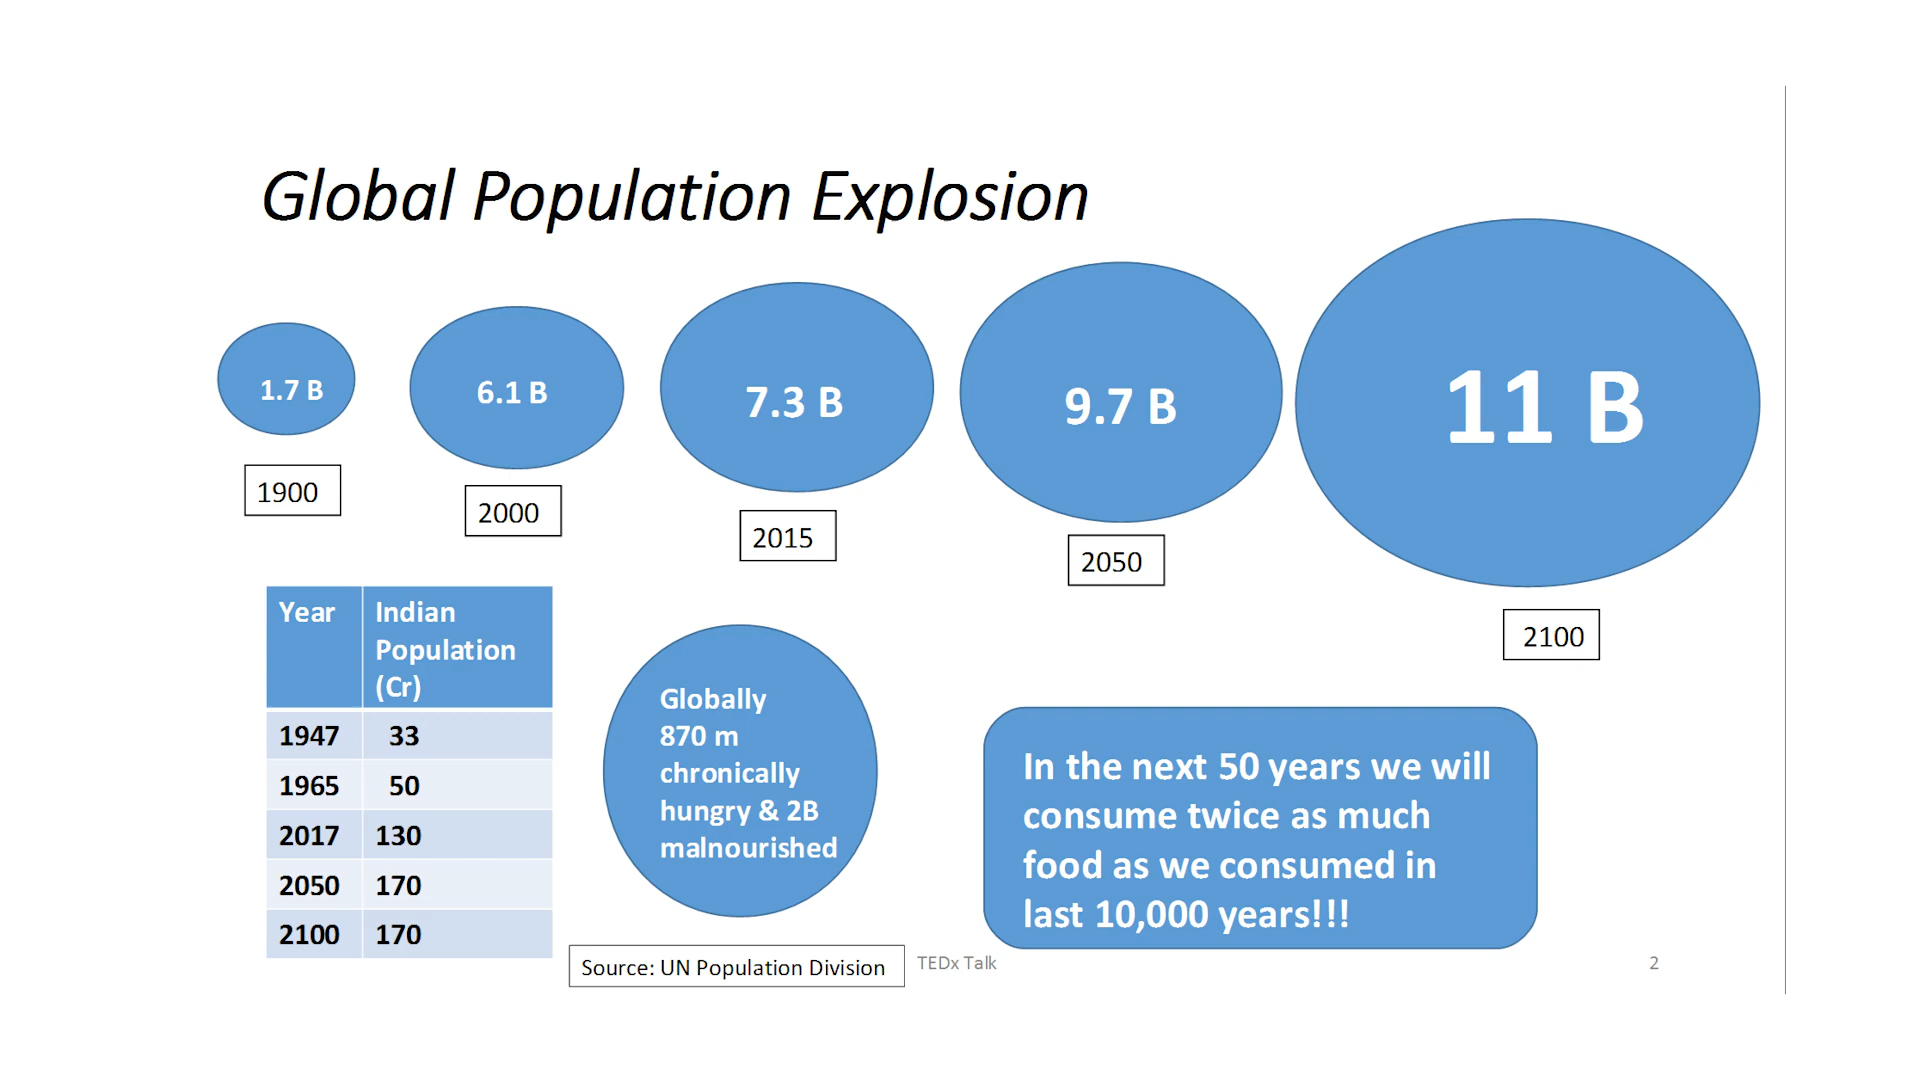 Global Population Explosion
1.7 B
6.1 B
7.3 B
9.7 B
11 B
1900
2000
2015
2050
2100
Year Indian
Population
(Cr)
1947 33
1965 50
2017 130
2050 170
2100 170
Globally
870 m
chronically
hungry & 2B
malnourished
In the next 50 years we will
consume twice as much
food as we consumed in
last 10,000 years!!!
Source: UN Population Division
TEDx Talk
2